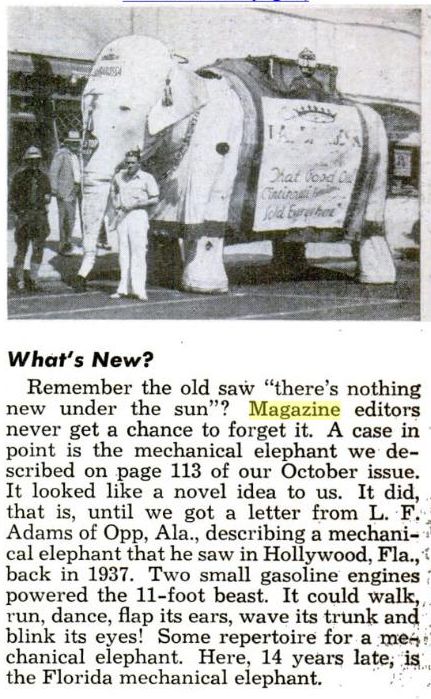 That Good Old
Cincinnati
Sold Everywhere
What's New?
Remember the old saw “there's nothing
new under the sun”? Magazine editors
never get a chance to forget it. A case in
point is the mechanical elephant we de-
scribed on page 113 of our October issue.
It looked like a novel idea to us. It did,
that is, until we got a letter from L. F.
Adams of Opp, Ala., describing a mechani-
cal elephant that he saw in Hollywood, Fla.,
back in 1937. Two small gasoline engines
powered the 11-foot beast. It could walk,
run, dance, flap its ears, wave its trunk and
blink its eyes! Some repertoire for a me-
chanical elephant. Here, 14 years late, is
the Florida mechanical elephant.